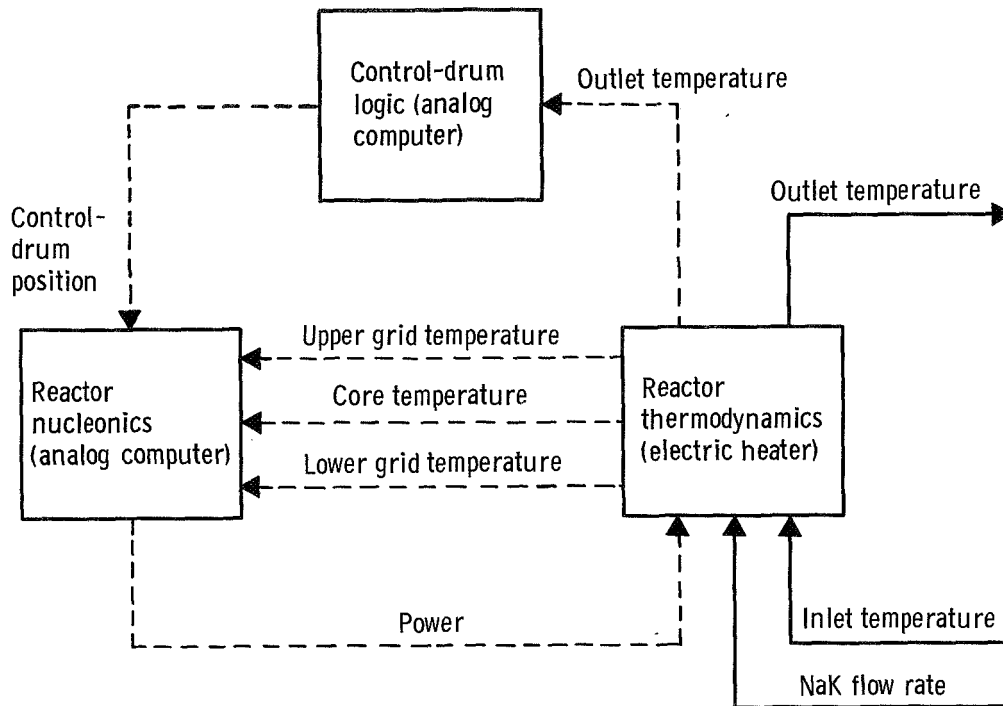 Control-drum
logic (analog
computer)
Outlet temperature
Outlet temperature
Control-
drum
position
Upper grid temperature
Reactor
nucleonics
(analog computer)
Core temperature
Reactor
thermodynamics
(electric heater)
Lower grid temperature
Power
Inlet temperature
NaK flow rate